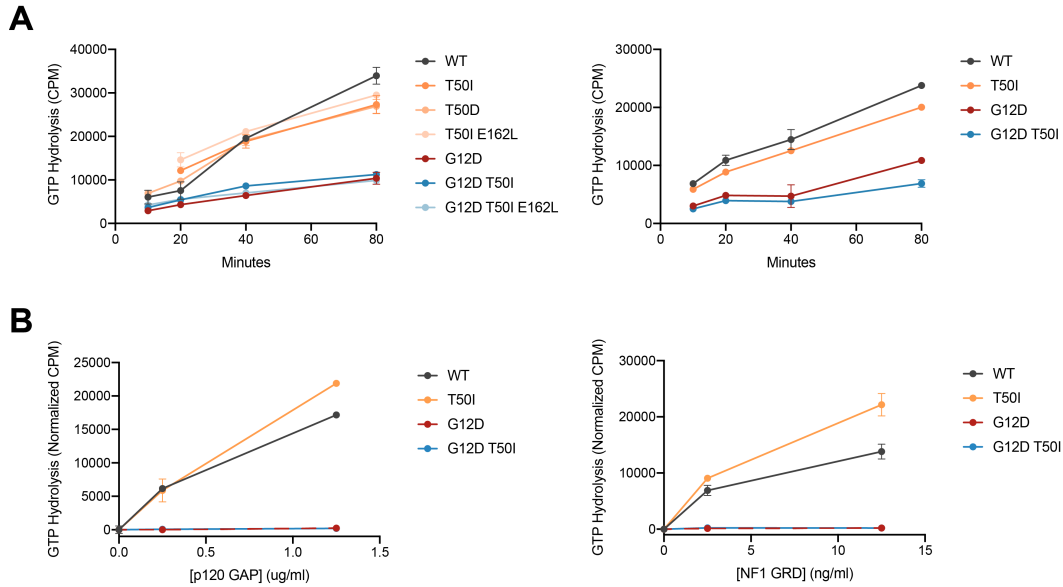 A
GTP Hydrolysis (CPM)
40000
30000
20000
10000
0
0 20 40 60 80
Minutes
WT
T50I
T50D
T50I E162L
G12D
G12D T50I
G12D T50I E162L
GTP Hydrolysis (CPM)
30000
20000
10000
0
0 20 40 60 80
Minutes
WT
T50I
G12D
G12D T50I
B
GTP Hydrolysis (Normalized CPM)
25000
20000
15000
10000
5000
0
0.0 0.5 1.0 1.5
[p120 GAP] (ug/ml)
WT
T50I
G12D
G12D T50I
GTP Hydrolysis (Normalized CPM)
30000
20000
10000
0
0 5 10 15
[NF1 GRD] (ng/ml)
WT
T50I
G12D
G12D T50I